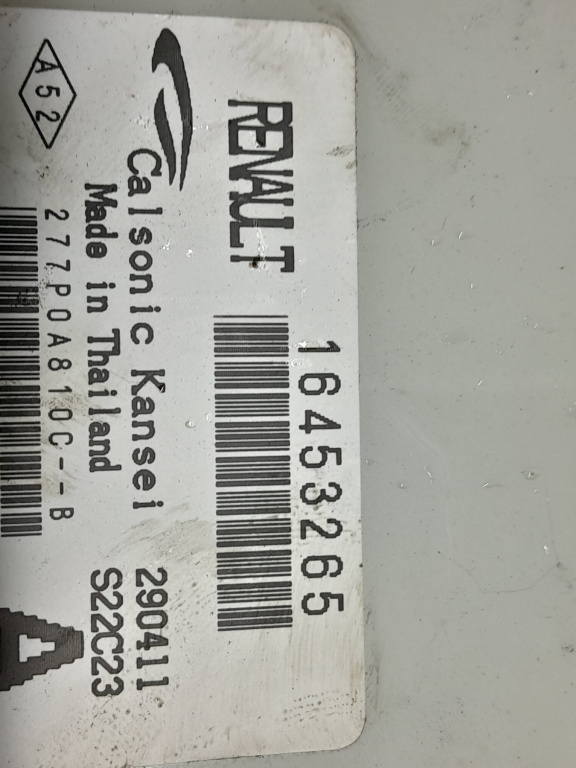 RENAULT
16453265
Calsonic Kansei 290411
Made in Thailand S22C23
A52
277P0A810C--B
A